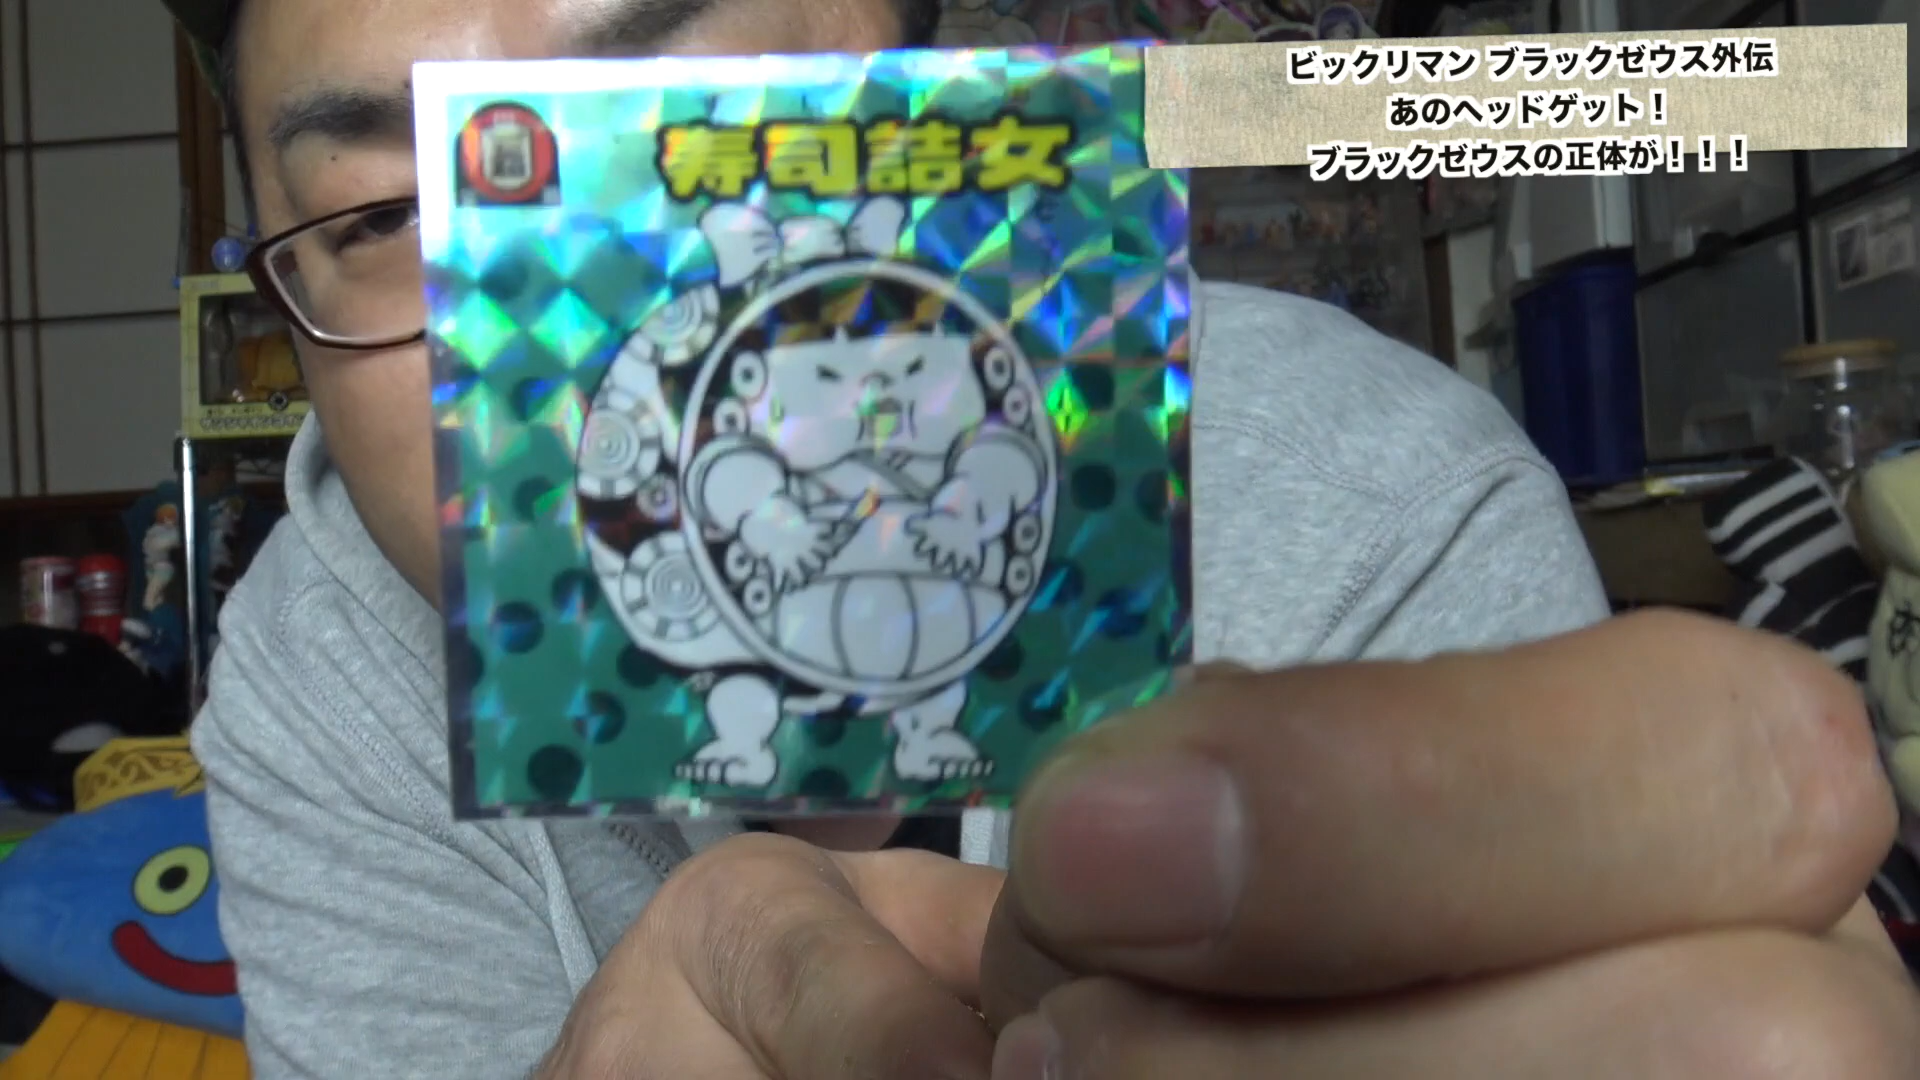 ビックリマン ブラックゼウス外伝
あのヘッドゲット！
ブラックゼウスの正体が！！！
寿司詰女